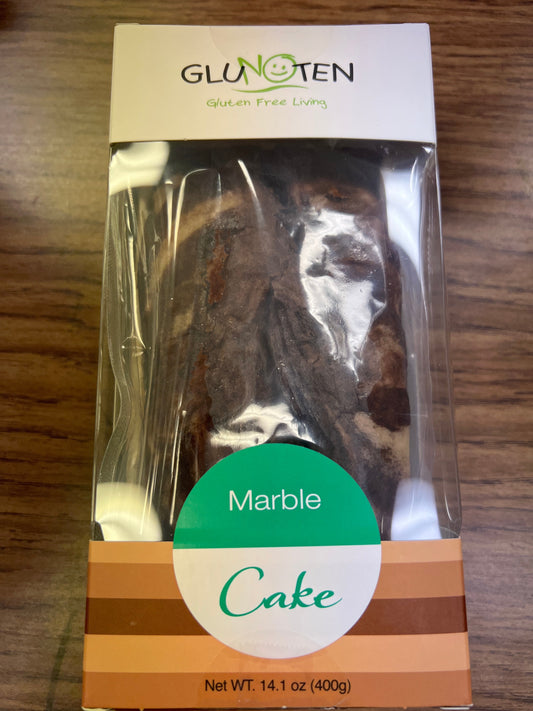 GLUNOTEN
Gluten Free Living
Marble
Cake
Net WT. 14.1 oz (400g)